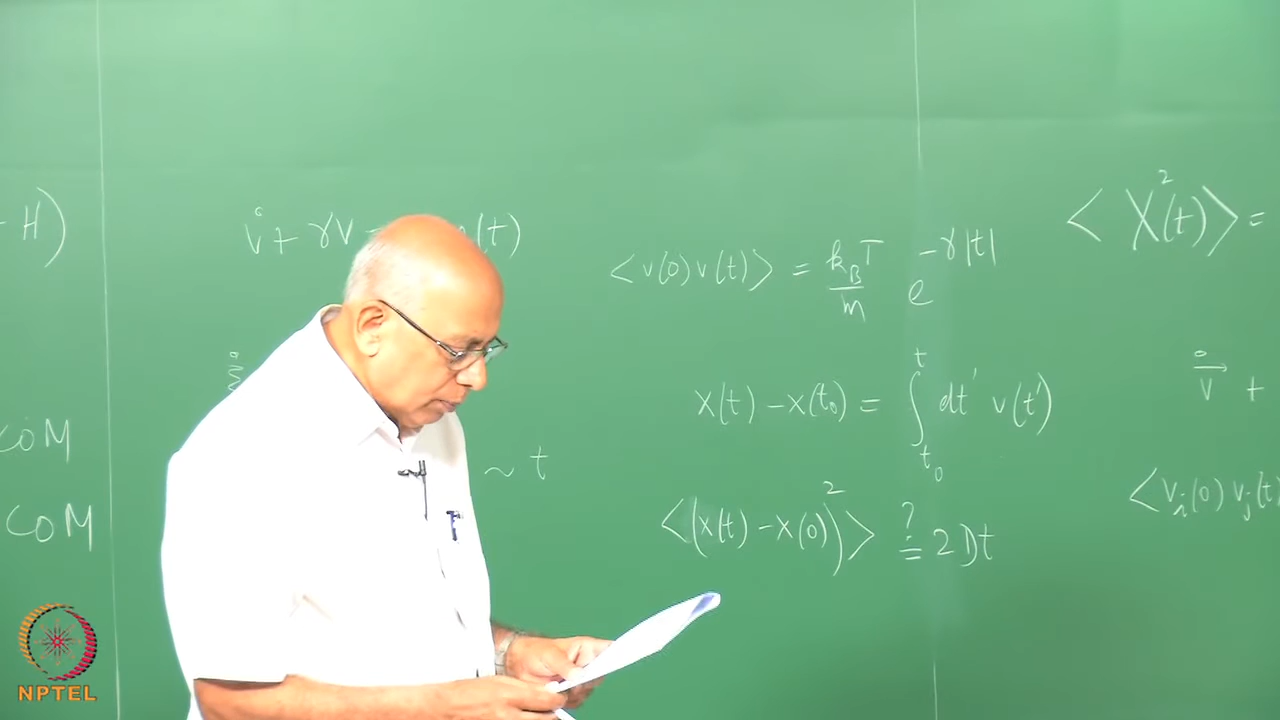 - H)
v̇ + γv = (t)
⟨v(0)v(t)⟩ = k_B T / m e^{-γ|t|}
⟨X²(t)⟩ =
x(t) - x(t₀) = ∫_{t₀}^{t} dt' v(t')
v̇ +
COM
~ t
⟨v_i(0) v_j(t)
COM
⟨(x(t) - x(0))²⟩ ≟ 2Dt
NPTEL